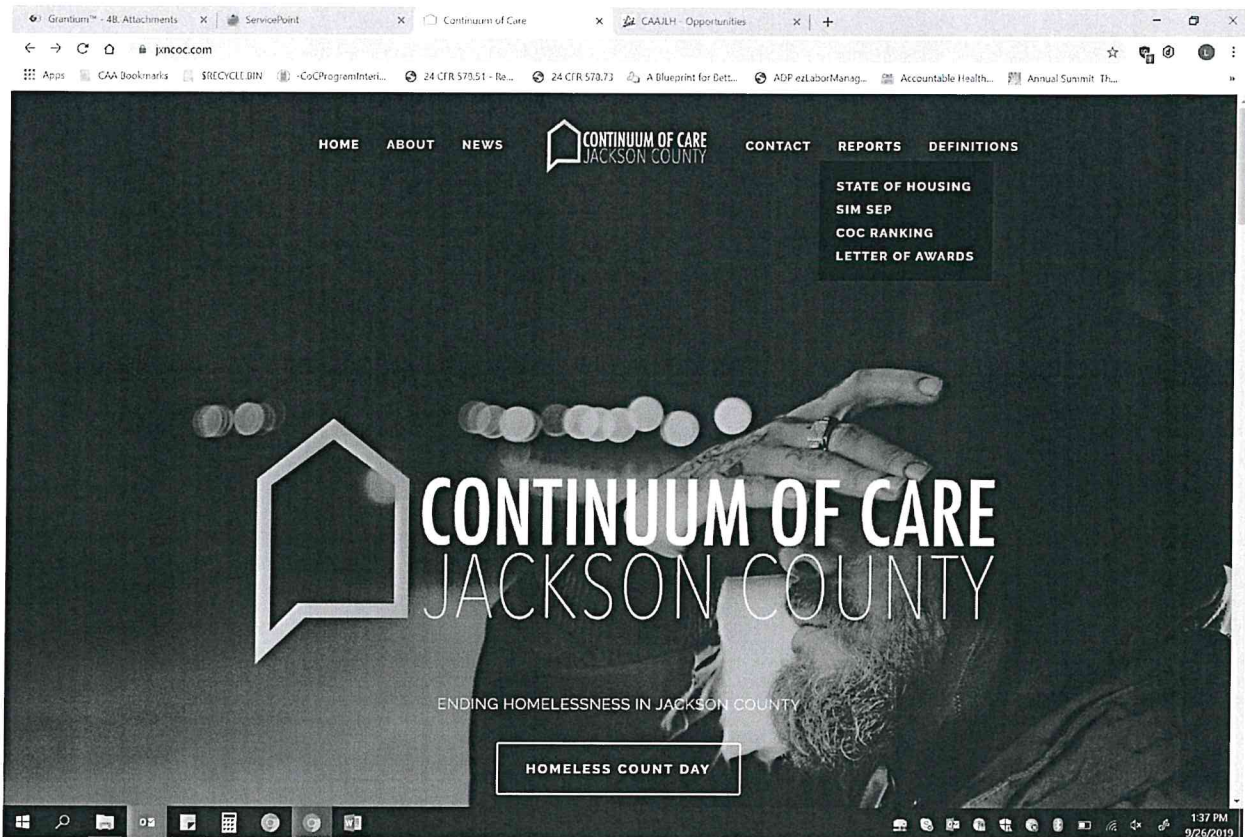 Grantium™ - 4B. Attachments
ServicePoint
Continuum of Care
CAAJLH - Opportunities
jxncoc.com
Apps
CAA Bookmarks
$RECYCLE.BIN
-CoCProgramInteri...
24 CFR 578.51 - Re...
24 CFR 578.73
A Blueprint for Bett...
ADP ezLaborManag...
Accountable Health...
Annual Summit Th...
HOME ABOUT NEWS CONTINUUM OF CARE JACKSON COUNTY CONTACT REPORTS DEFINITIONS
STATE OF HOUSING
SIM SEP
COC RANKING
LETTER OF AWARDS
CONTINUUM OF CARE
JACKSON COUNTY
ENDING HOMELESSNESS IN JACKSON COUNTY
HOMELESS COUNT DAY
1:37 PM
9/26/2019